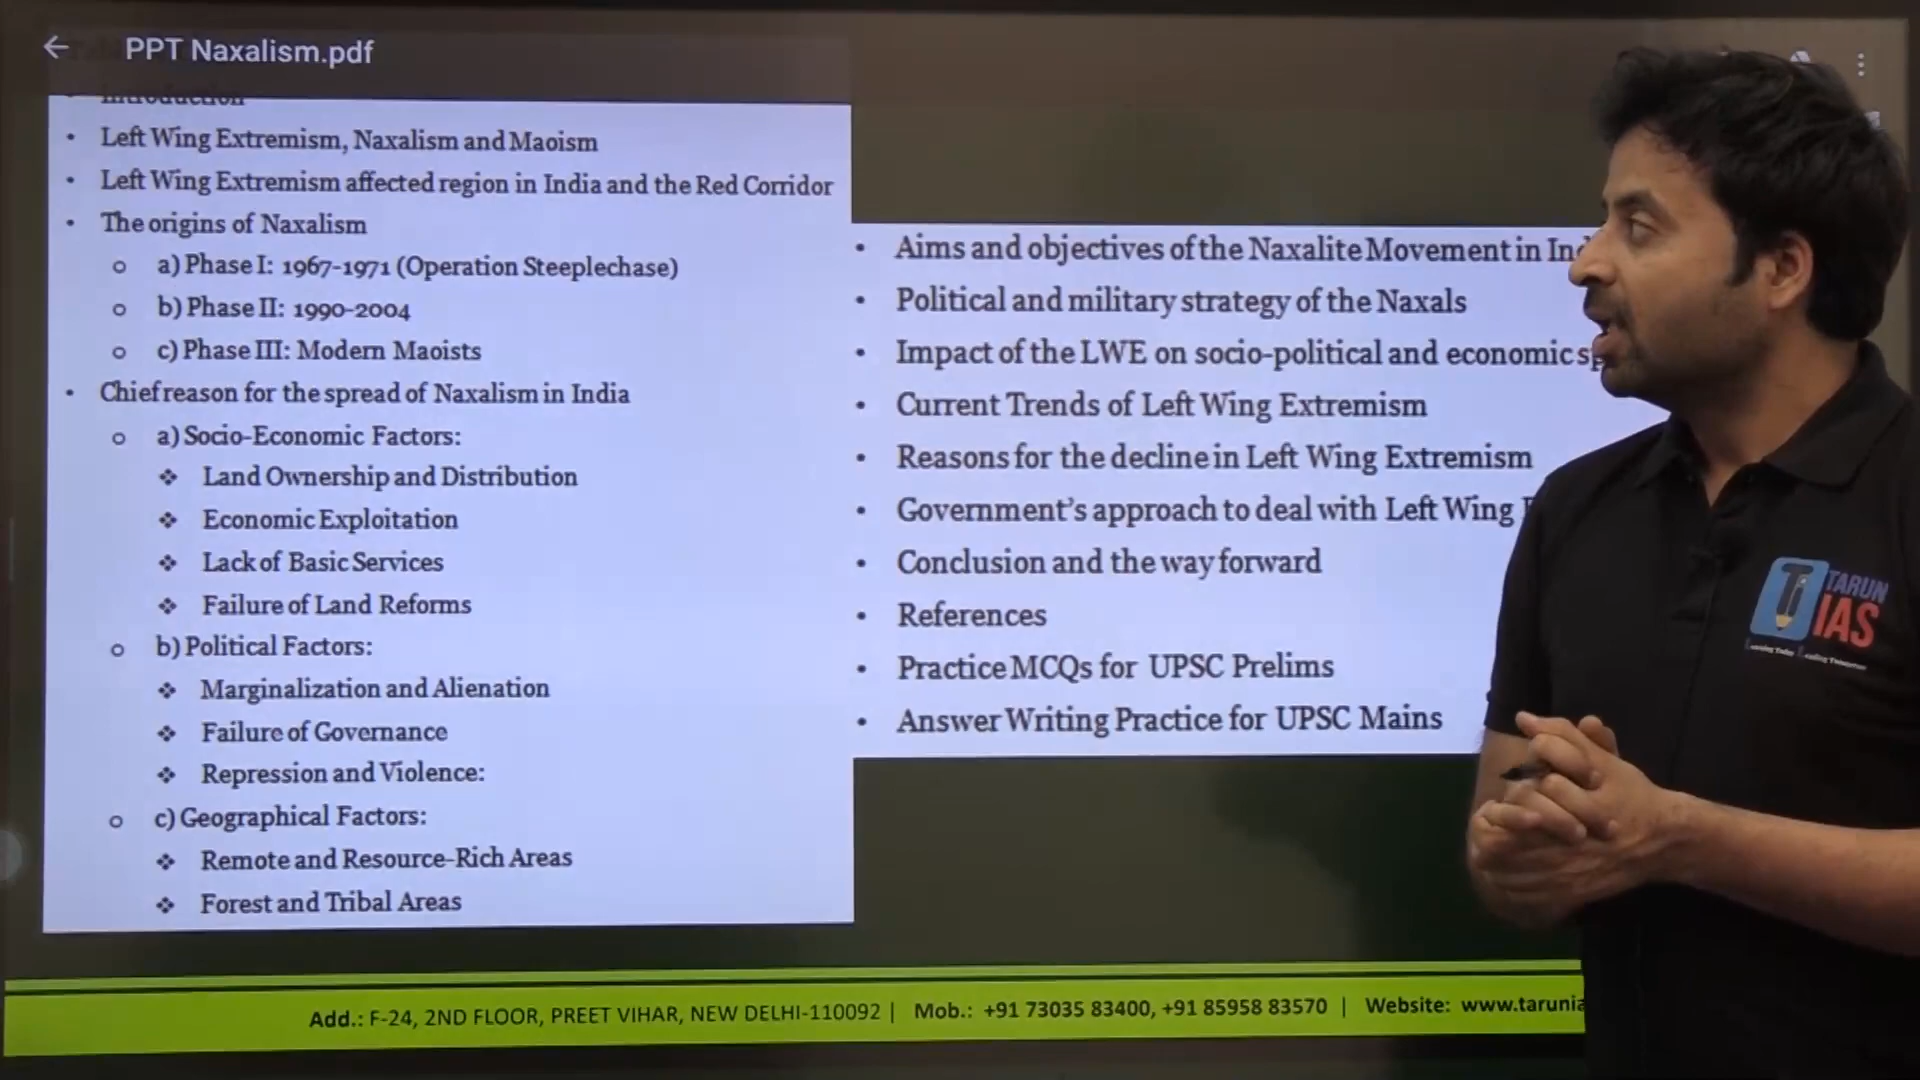 PPT Naxalism.pdf
Introduction
• Left Wing Extremism, Naxalism and Maoism
• Left Wing Extremism affected region in India and the Red Corridor
• The origins of Naxalism
o a) Phase I: 1967-1971 (Operation Steeplechase)
o b) Phase II: 1990-2004
o c) Phase III: Modern Maoists
• Chief reason for the spread of Naxalism in India
o a) Socio-Economic Factors:
❖ Land Ownership and Distribution
❖ Economic Exploitation
❖ Lack of Basic Services
❖ Failure of Land Reforms
o b) Political Factors:
❖ Marginalization and Alienation
❖ Failure of Governance
❖ Repression and Violence:
o c) Geographical Factors:
❖ Remote and Resource-Rich Areas
❖ Forest and Tribal Areas
• Aims and objectives of the Naxalite Movement in
• Political and military strategy of the Naxals
• Impact of the LWE on socio-political and economic
• Current Trends of Left Wing Extremism
• Reasons for the decline in Left Wing Extremism
• Government's approach to deal with Left Wing
• Conclusion and the way forward
• References
• Practice MCQs for UPSC Prelims
• Answer Writing Practice for UPSC Mains
TARUN
IAS
Add.: F-24, 2ND FLOOR, PREET VIHAR, NEW DELHI-110092 | Mob.: +91 73035 83400, +91 85958 83570 | Website: www.tarunia